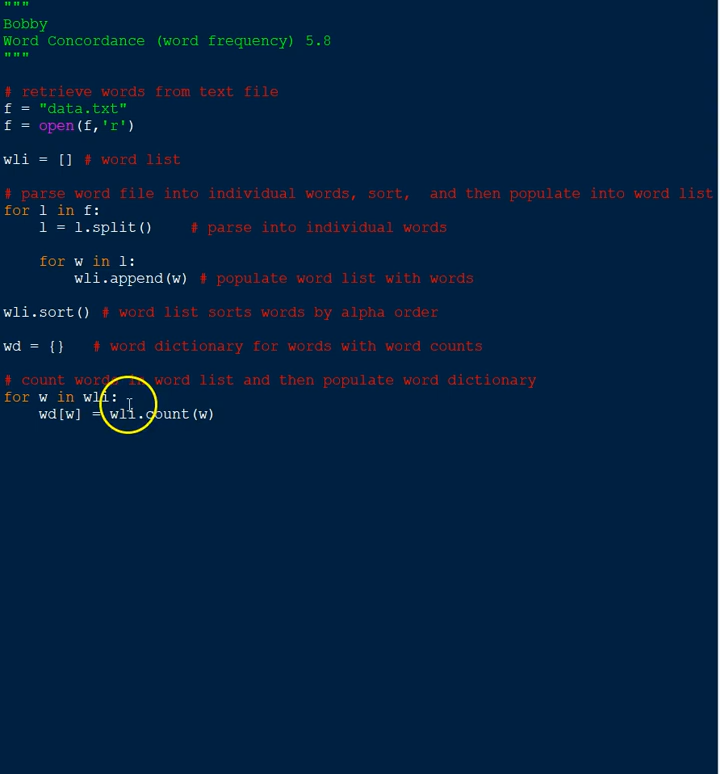 """
Bobby
Word Concordance (word frequency) 5.8
"""
# retrieve words from text file
f = "data.txt"
f = open(f,'r')
wli = [] # word list
# parse word file into individual words, sort,  and then populate into word list
for l in f:
    l = l.split()    # parse into individual words
    for w in l:
        wli.append(w) # populate word list with words
wli.sort() # word list sorts words by alpha order
wd = {}   # word dictionary for words with word counts
# count words in word list and then populate word dictionary
for w in wli:
    wd[w] = wli.count(w)